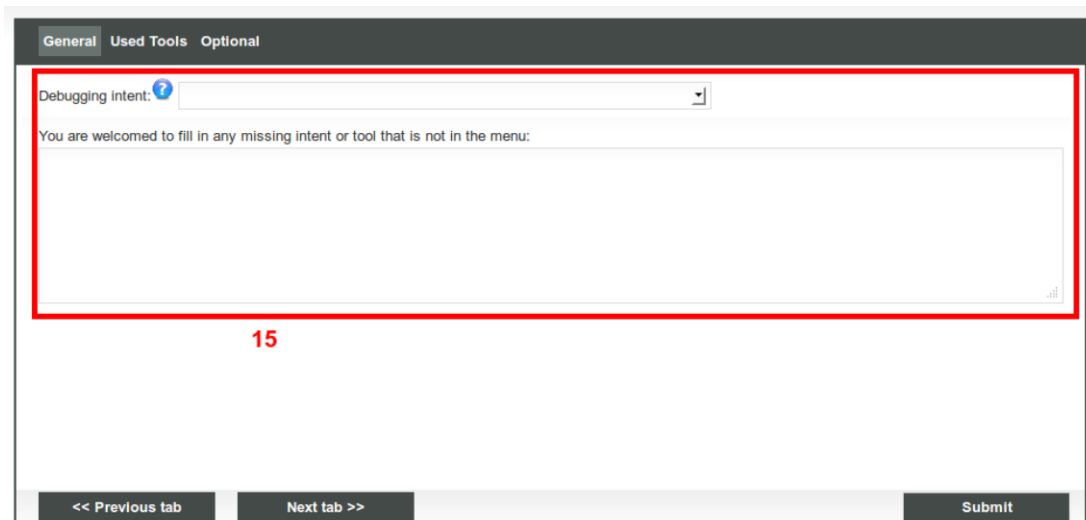 General Used Tools Optional
Debugging intent: ?
You are welcomed to fill in any missing intent or tool that is not in the menu:
15
<< Previous tab Next tab >> Submit